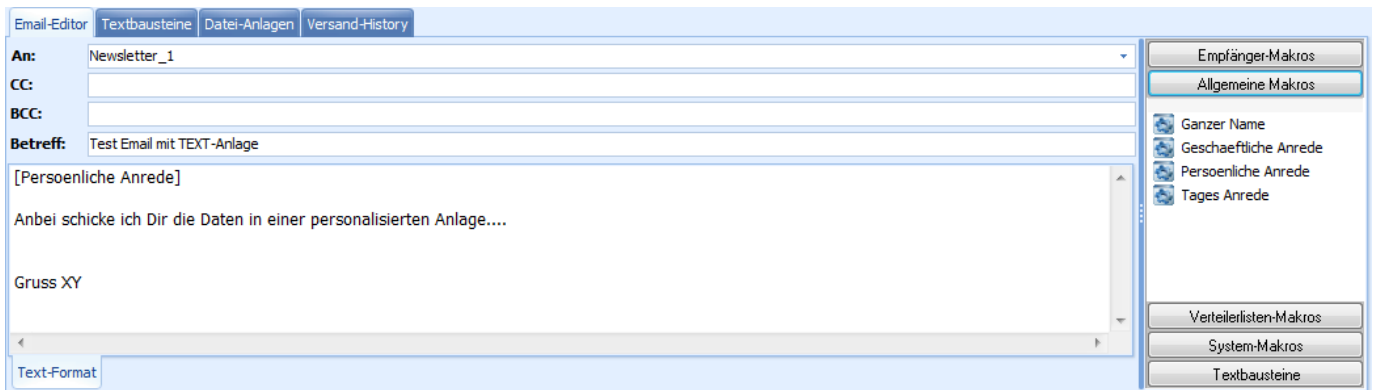 Email-Editor Textbausteine Datei-Anlagen Versand-History
An: Newsletter_1
CC:
BCC:
Betreff: Test Email mit TEXT-Anlage
[Persoenliche Anrede]
Anbei schicke ich Dir die Daten in einer personalisierten Anlage....
Gruss XY
Text-Format
Empfänger-Makros
Allgemeine Makros
Ganzer Name
Geschaeftliche Anrede
Persoenliche Anrede
Tages Anrede
Verteilerlisten-Makros
System-Makros
Textbausteine